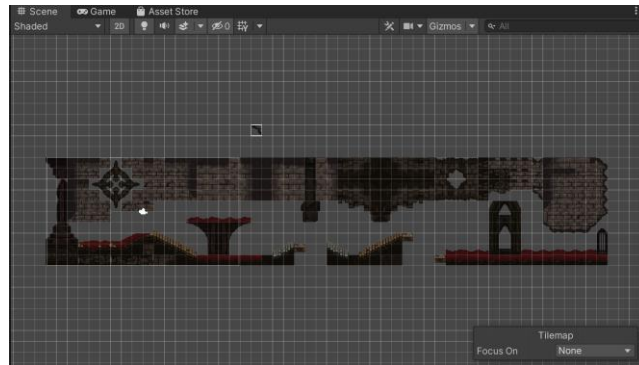 Scene Game Asset Store
Shaded 2D 0 Gizmos All
Tilemap
Focus On None